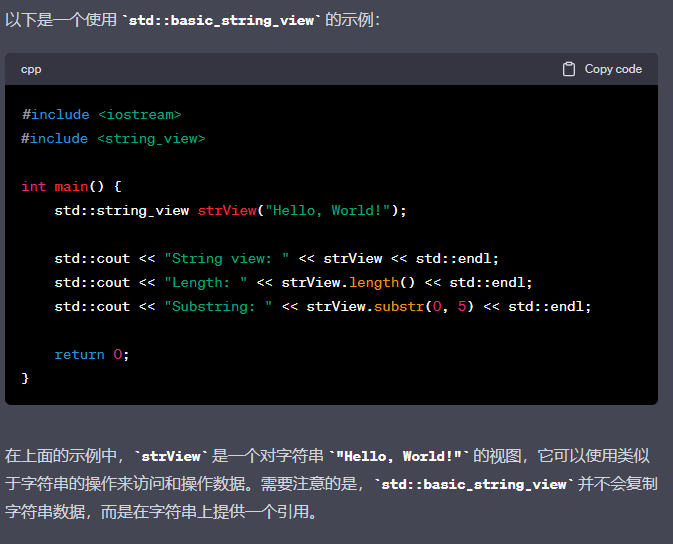 以下是一个使用 `std::basic_string_view` 的示例：
cpp
Copy code
#include <iostream>
#include <string_view>
int main() {
    std::string_view strView("Hello, World!");
    std::cout << "String view: " << strView << std::endl;
    std::cout << "Length: " << strView.length() << std::endl;
    std::cout << "Substring: " << strView.substr(0, 5) << std::endl;
    return 0;
}
在上面的示例中，`strView` 是一个对字符串 `"Hello, World!"` 的视图，它可以使用类似
于字符串的操作来访问和操作数据。需要注意的是，`std::basic_string_view` 并不会复制
字符串数据，而是在字符串上提供一个引用。